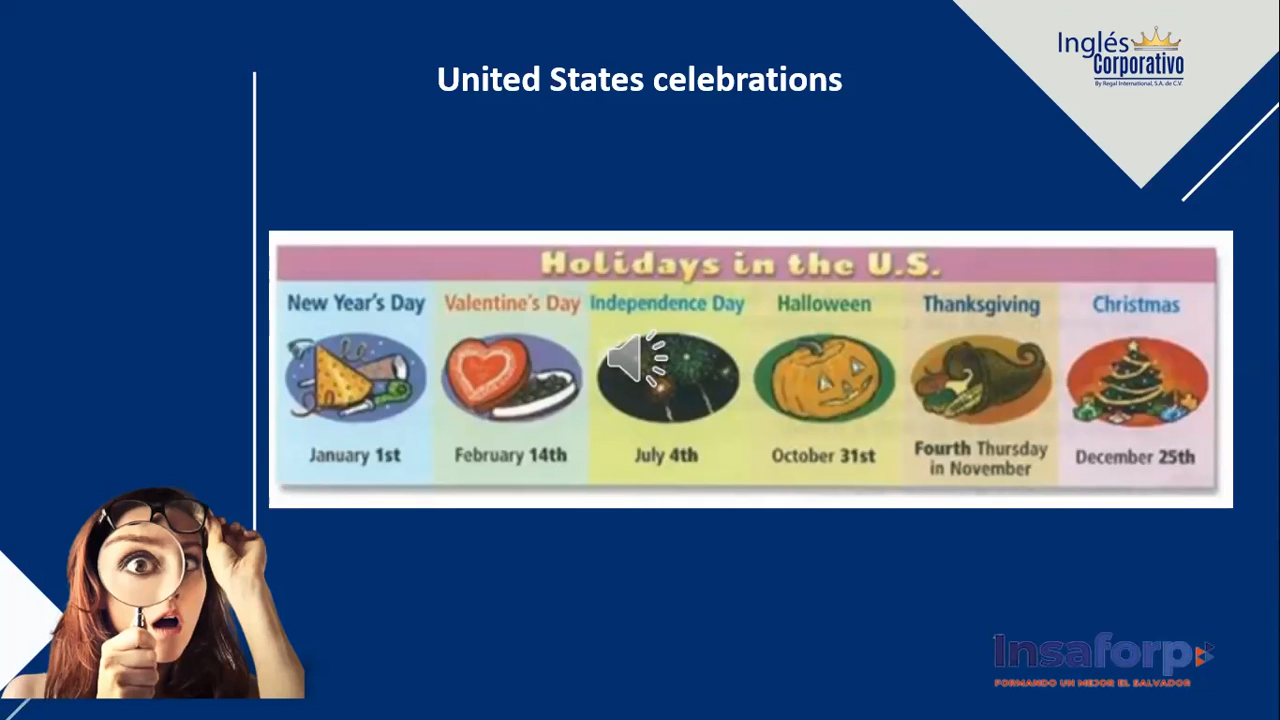 Inglés
Corporativo
By Regal International, S.A. de C.V.
United States celebrations
Holidays in the U.S.
New Year's Day
Valentine's Day
Independence Day
Halloween
Thanksgiving
Christmas
January 1st
February 14th
July 4th
October 31st
Fourth Thursday
in November
December 25th
Insaforp
FORMANDO UN MEJOR EL SALVADOR